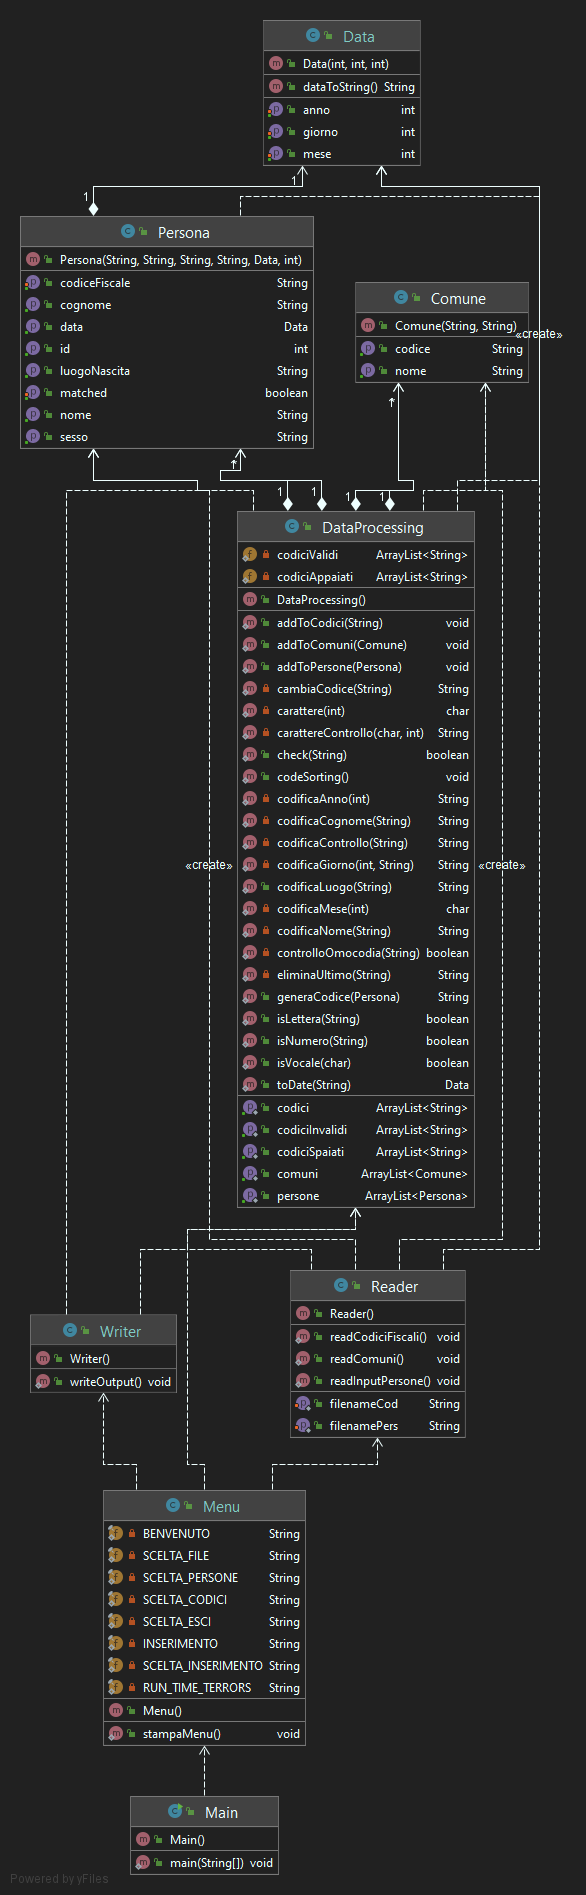 Data
Data(int, int, int)
dataToString() String
anno int
giorno int
mese int
1
1
Persona
Persona(String, String, String, String, Data, int)
codiceFiscale String
cognome String
data Data
id int
luogoNascita String
matched boolean
nome String
sesso String
Comune
Comune(String, String)
codice String
nome String
«create»
*
*
1
1
1
1
DataProcessing
codiciValidi ArrayList<String>
codiciAppaiati ArrayList<String>
DataProcessing()
addToCodici(String) void
addToComuni(Comune) void
addToPersone(Persona) void
cambiaCodice(String) String
carattere(int) char
carattereControllo(char, int) String
check(String) boolean
codeSorting() void
codificaAnno(int) String
codificaCognome(String) String
codificaControllo(String) String
codificaGiorno(int, String) String
codificaLuogo(String) String
codificaMese(int) char
codificaNome(String) String
controlloOmocodia(String) boolean
eliminaUltimo(String) String
generaCodice(Persona) String
isLettera(String) boolean
isNumero(String) boolean
isVocale(char) boolean
toDate(String) Data
codici ArrayList<String>
codiciInvalidi ArrayList<String>
codiciSpaiati ArrayList<String>
comuni ArrayList<Comune>
persone ArrayList<Persona>
«create»
«create»
Reader
Reader()
readCodiciFiscali() void
readComuni() void
readInputPersone() void
filenameCod String
filenamePers String
Writer
Writer()
writeOutput() void
Menu
BENVENUTO String
SCELTA_FILE String
SCELTA_PERSONE String
SCELTA_CODICI String
SCELTA_ESCI String
INSERIMENTO String
SCELTA_INSERIMENTO String
RUN_TIME_TERRORS String
Menu()
stampaMenu() void
Main
Main()
main(String[]) void
Powered by yFiles